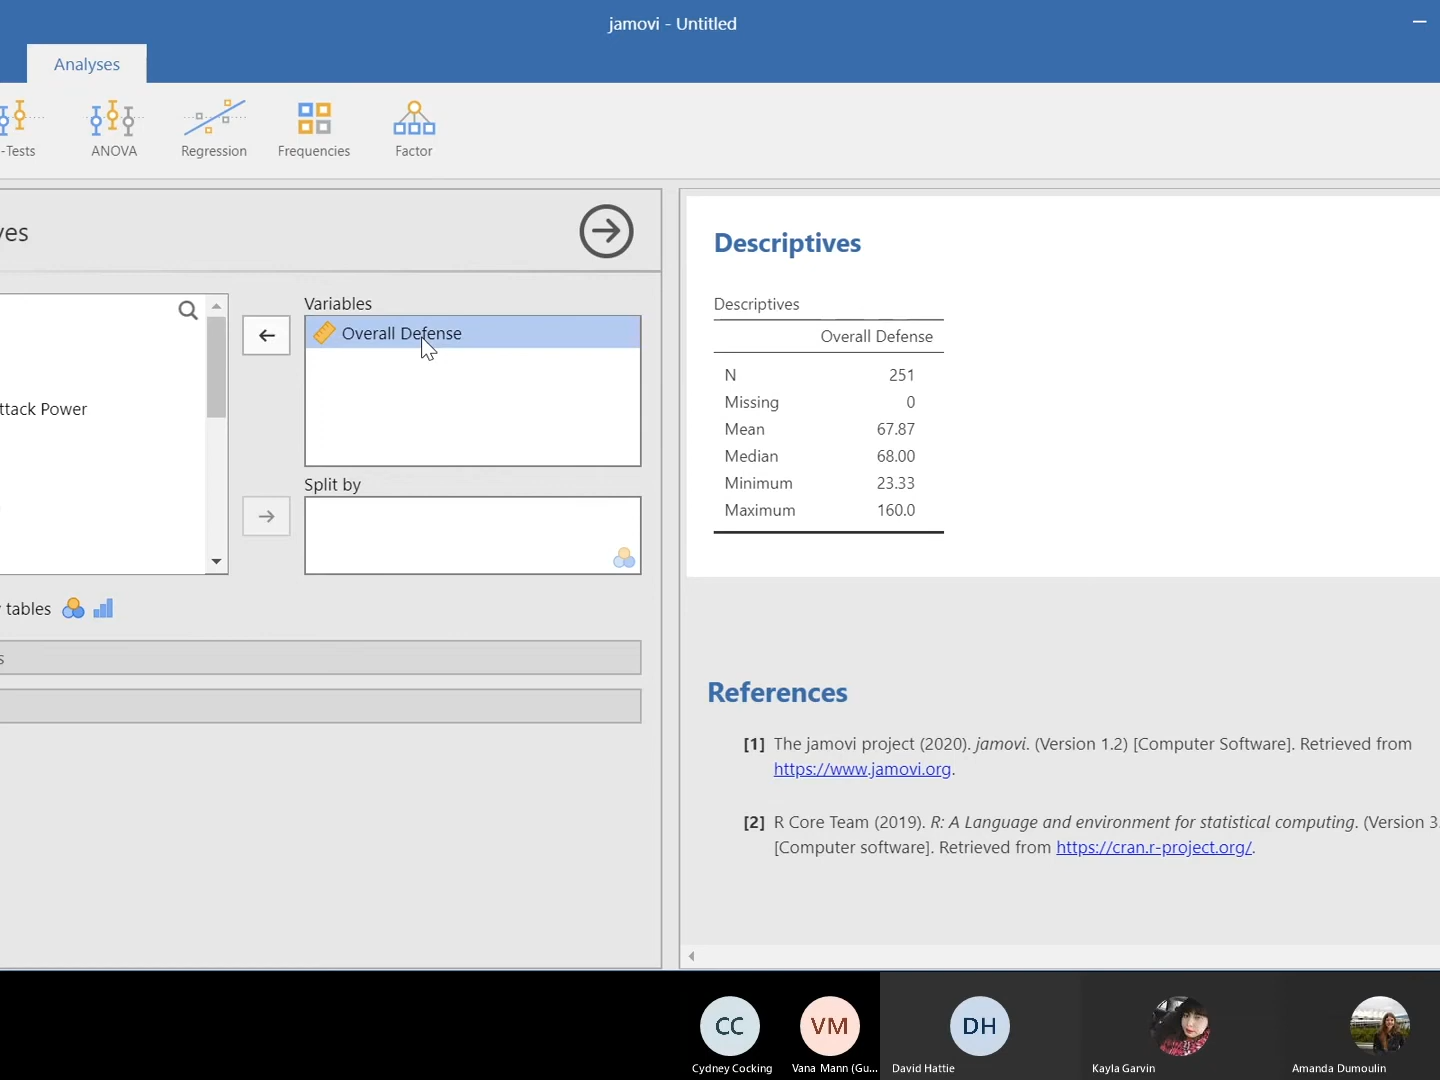 jamovi - Untitled
Analyses
-Tests
ANOVA
Regression
Frequencies
Factor
ves
Variables
Overall Defense
ttack Power
Split by
tables
s
Descriptives
Descriptives
Overall Defense
N 251
Missing 0
Mean 67.87
Median 68.00
Minimum 23.33
Maximum 160.0
References
[1] The jamovi project (2020). jamovi. (Version 1.2) [Computer Software]. Retrieved from
https://www.jamovi.org.
[2] R Core Team (2019). R: A Language and environment for statistical computing. (Version 3.
[Computer software]. Retrieved from https://cran.r-project.org/.
CC
VM
DH
Cydney Cocking
Vana Mann (Gu...
David Hattie
Kayla Garvin
Amanda Dumoulin